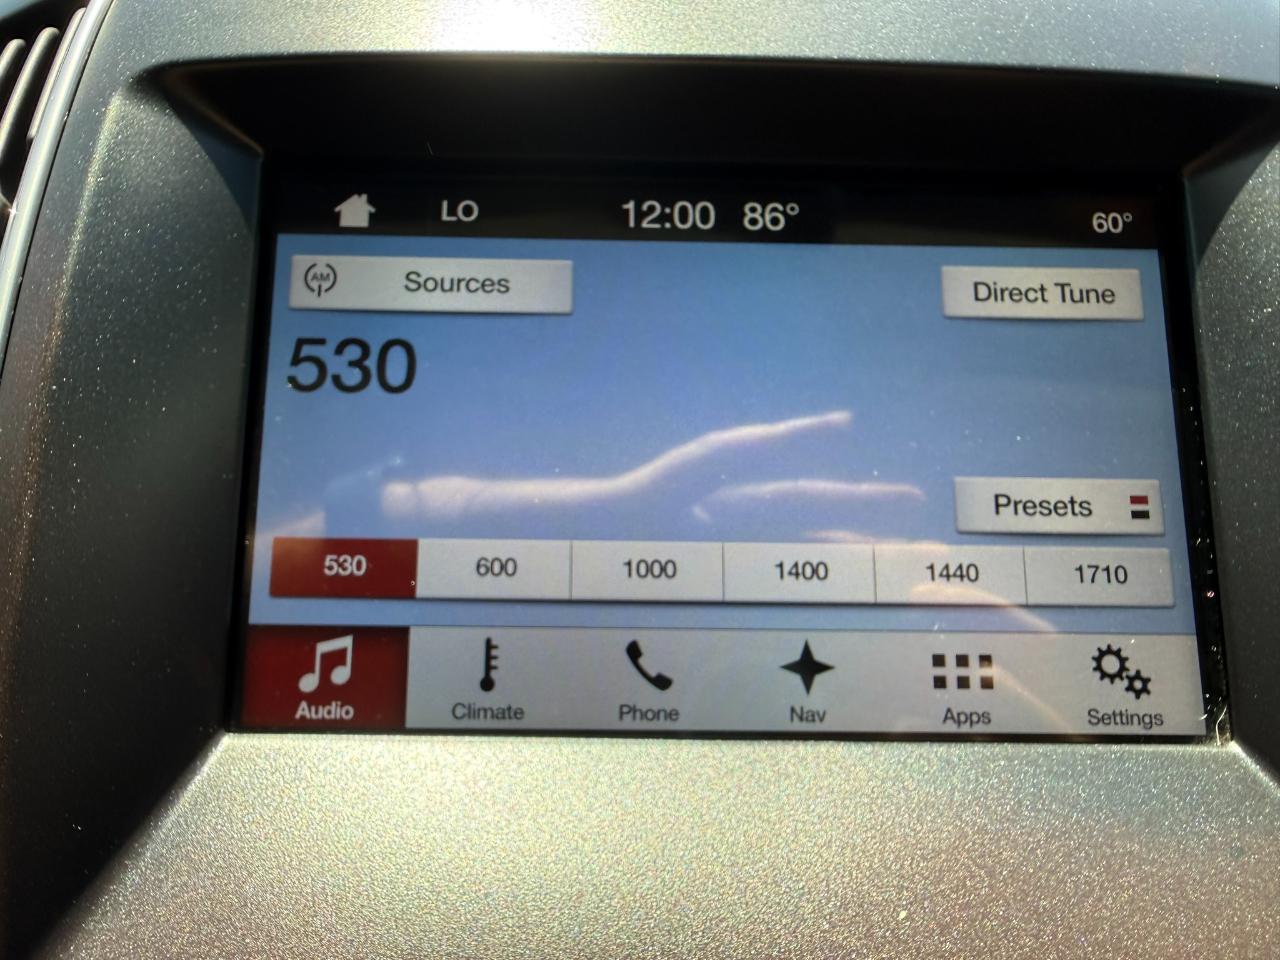 LO 12:00 86° 60°
AM Sources Direct Tune
530
Presets
530 600 1000 1400 1440 1710
Audio Climate Phone Nav Apps Settings